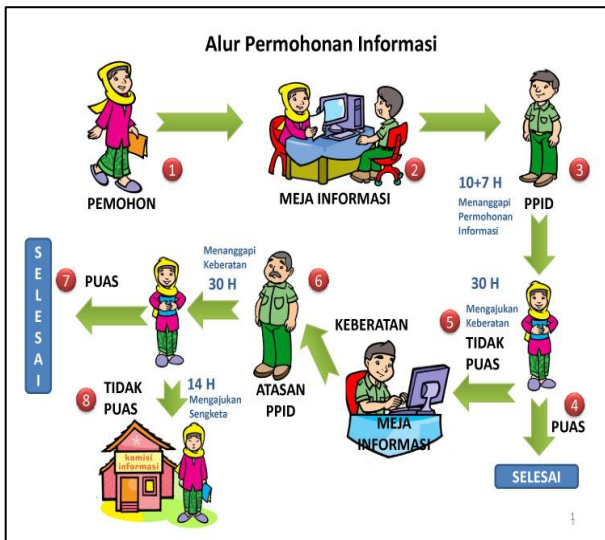 Alur Permohonan Informasi
1
PEMOHON
2
MEJA INFORMASI
3
PPID
10+7 H
Menanggapi
Permohonan
Informasi
30 H
Mengajukan
Keberatan
5
TIDAK
PUAS
4
PUAS
SELESAI
KEBERATAN
MEJA
INFORMASI
6
ATASAN
PPID
Menanggapi
Keberatan
30 H
7
PUAS
SELESAI
8
TIDAK
PUAS
14 H
Mengajukan
Sengketa
komisi
informasi
1